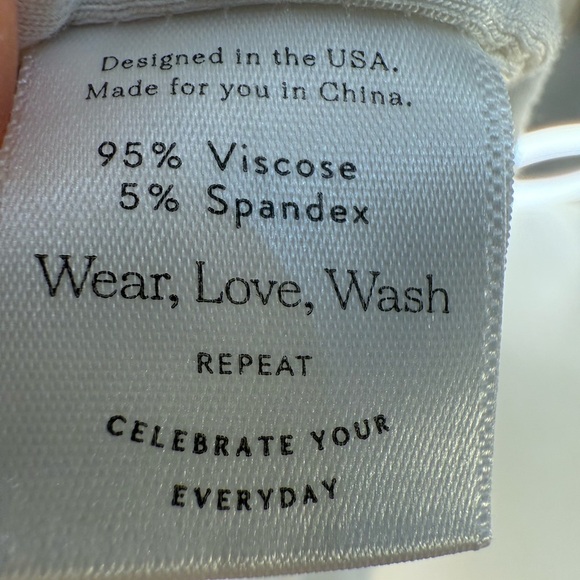 Designed in the USA.
Made for you in China.
95% Viscose
5% Spandex
Wear, Love, Wash
REPEAT
CELEBRATE YOUR
EVERYDAY